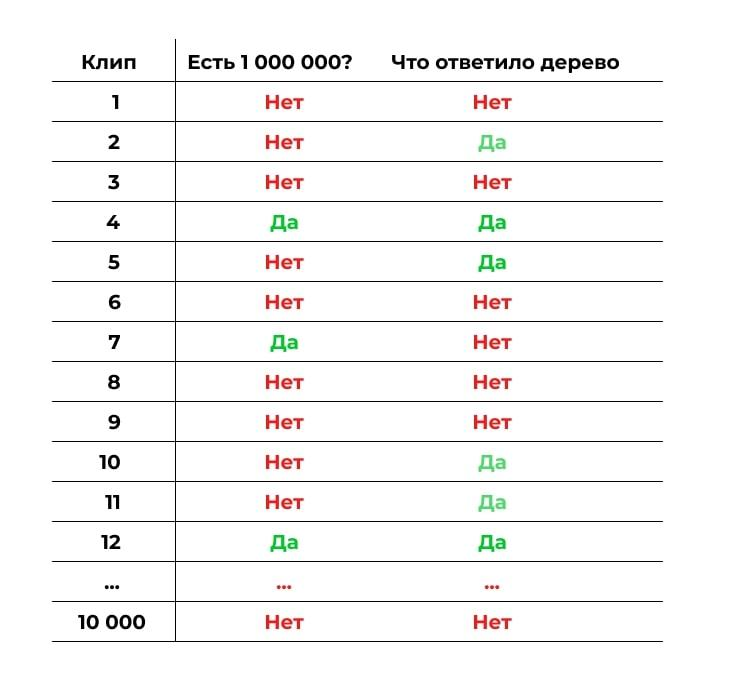 Клип Есть 1 000 000? Что ответило дерево
1 Нет Нет
2 Нет Да
3 Нет Нет
4 Да Да
5 Нет Да
6 Нет Нет
7 Да Нет
8 Нет Нет
9 Нет Нет
10 Нет Да
11 Нет Да
12 Да Да
... ... ...
10 000 Нет Нет